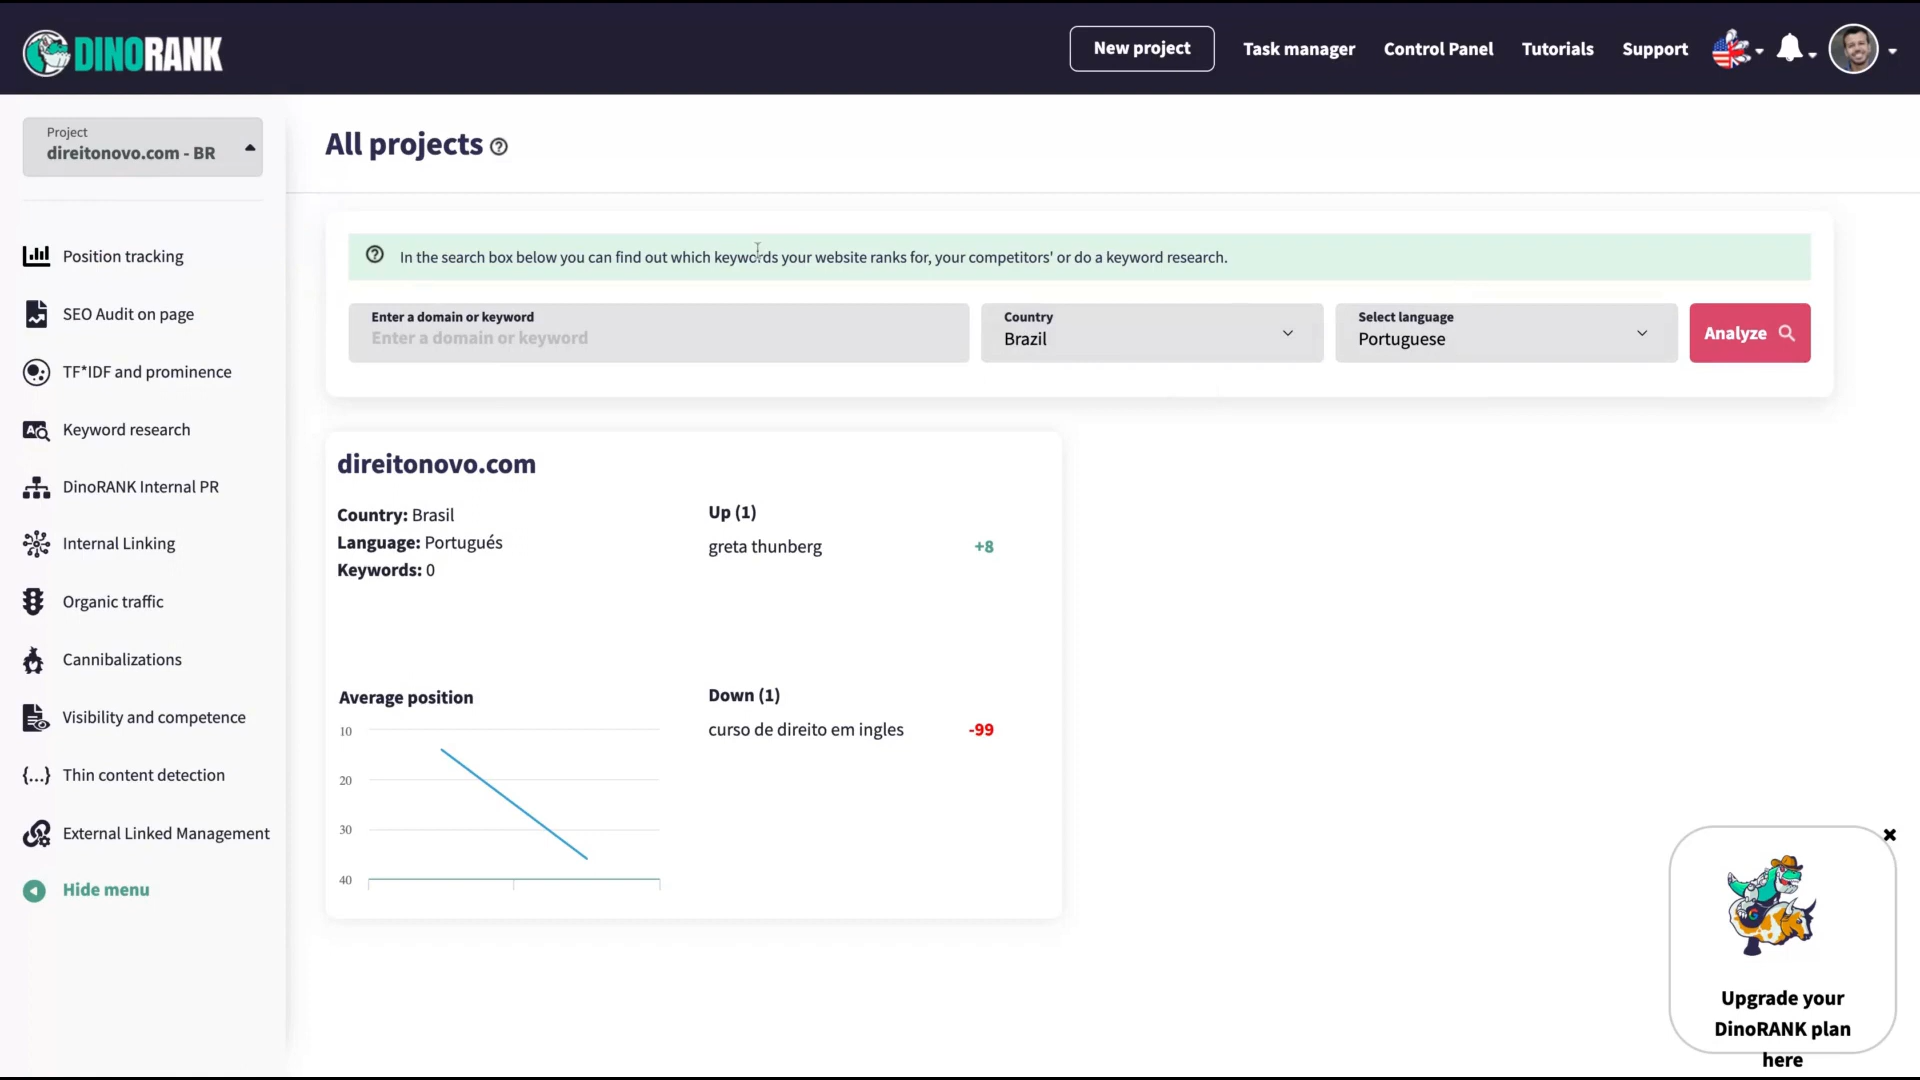 DINORANK
New project
Task manager
Control Panel
Tutorials
Support
Project
direitonovo.com - BR
Position tracking
SEO Audit on page
TF*IDF and prominence
Keyword research
DinoRANK Internal PR
Internal Linking
Organic traffic
Cannibalizations
Visibility and competence
Thin content detection
External Linked Management
Hide menu
All projects
In the search box below you can find out which keywords your website ranks for, your competitors' or do a keyword research.
Enter a domain or keyword
Enter a domain or keyword
Country
Brazil
Select language
Portuguese
Analyze
direitonovo.com
Country: Brasil
Language: Portugués
Keywords: 0
Up (1)
greta thunberg +8
Average position
10
20
30
40
Down (1)
curso de direito em ingles -99
Upgrade your
DinoRANK plan
here